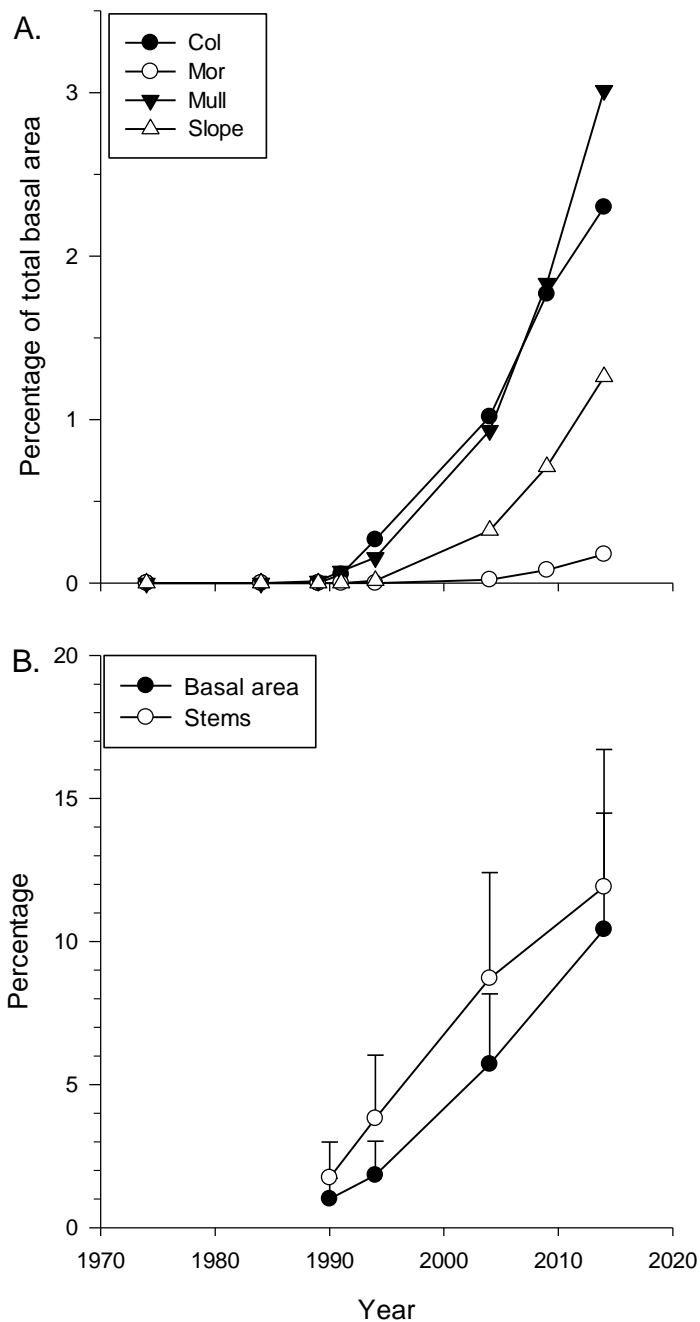 A.
Col
Mor
Mull
Slope
Percentage of total basal area
3
2
1
0
B.
Basal area
Stems
Percentage
20
15
10
5
0
1970 1980 1990 2000 2010 2020
Year